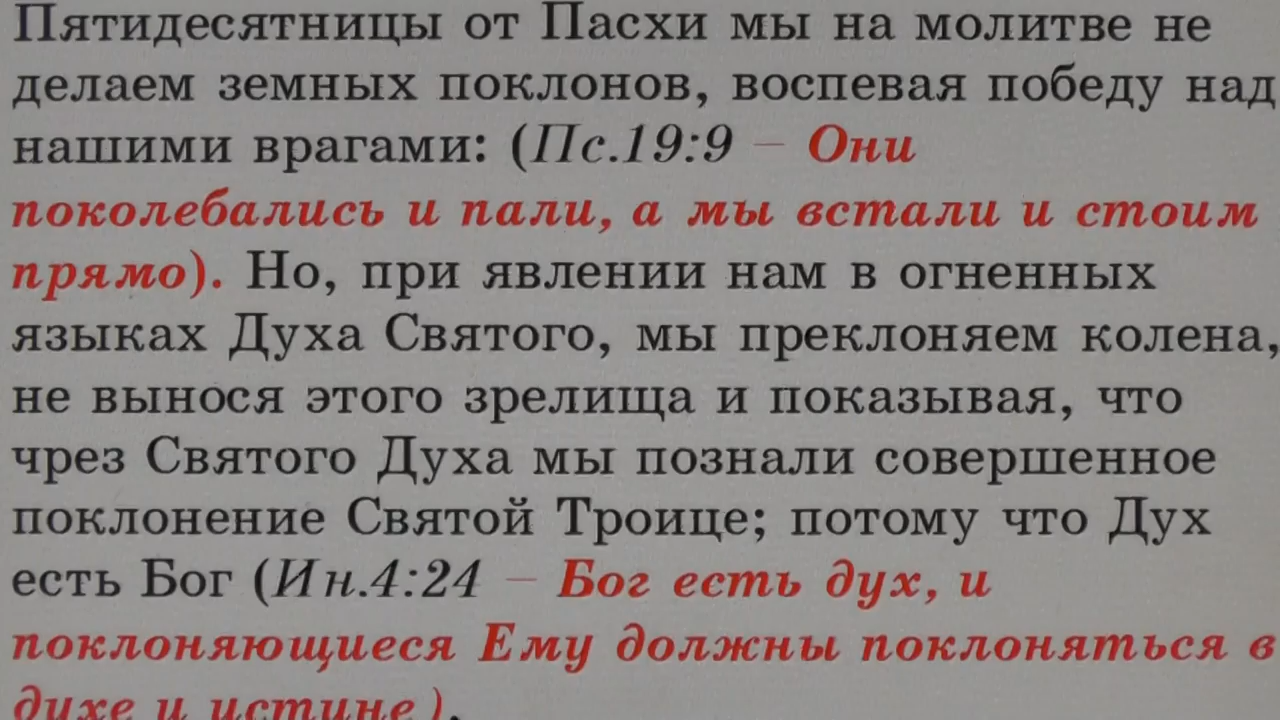 Пятидесятницы от Пасхи мы на молитве не
делаем земных поклонов, воспевая победу над
нашими врагами: (Пс.19:9 – Они
поколебались и пали, а мы встали и стоим
прямо). Но, при явлении нам в огненных
языках Духа Святого, мы преклоняем колена,
не вынося этого зрелища и показывая, что
чрез Святого Духа мы познали совершенное
поклонение Святой Троице; потому что Дух
есть Бог (Ин.4:24 – Бог есть дух, и
поклоняющиеся Ему должны поклоняться в
духе и истине).